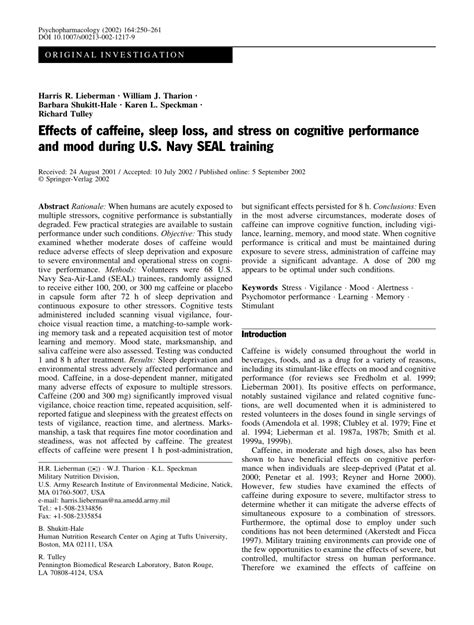 Psychopharmacology (2002) 164:250–261
DOI 10.1007/s00213-002-1217-9
ORIGINAL INVESTIGATION
Harris R. Lieberman · William J. Tharion ·
Barbara Shukitt-Hale · Karen L. Speckman ·
Richard Tulley
Effects of caffeine, sleep loss, and stress on cognitive performance
and mood during U.S. Navy SEAL training
Received: 24 August 2001 / Accepted: 10 July 2002 / Published online: 5 September 2002
© Springer-Verlag 2002
Abstract Rationale: When humans are acutely exposed to
multiple stressors, cognitive performance is substantially
degraded. Few practical strategies are available to sustain
performance under such conditions. Objective: This study
examined whether moderate doses of caffeine would
reduce adverse effects of sleep deprivation and exposure
to severe environmental and operational stress on cogni-
tive performance. Methods: Volunteers were 68 U.S.
Navy Sea-Air-Land (SEAL) trainees, randomly assigned
to receive either 100, 200, or 300 mg caffeine or placebo
in capsule form after 72 h of sleep deprivation and
continuous exposure to other stressors. Cognitive tests
administered included scanning visual vigilance, four-
choice visual reaction time, a matching-to-sample work-
ing memory task and a repeated acquisition test of motor
learning and memory. Mood state, marksmanship, and
saliva caffeine were also assessed. Testing was conducted
1 and 8 h after treatment. Results: Sleep deprivation and
environmental stress adversely affected performance and
mood. Caffeine, in a dose-dependent manner, mitigated
many adverse effects of exposure to multiple stressors.
Caffeine (200 and 300 mg) significantly improved visual
vigilance, choice reaction time, repeated acquisition, self-
reported fatigue and sleepiness with the greatest effects on
tests of vigilance, reaction time, and alertness. Marks-
manship, a task that requires fine motor coordination and
steadiness, was not affected by caffeine. The greatest
effects of caffeine were present 1 h post-administration,
H.R. Lieberman (✉) · W.J. Tharion · K.L. Speckman
Military Nutrition Division,
U.S. Army Research Institute of Environmental Medicine, Natick,
MA 01760-5007, USA
e-mail: harris.lieberman@na.amedd.army.mil
Tel.: +1-508-2334856
Fax: +1-508-2335854
B. Shukitt-Hale
Human Nutrition Research Center on Aging at Tufts University,
Boston, MA 02111, USA
R. Tulley
Pennington Biomedical Research Laboratory, Baton Rouge,
LA 70808-4124, USA
but significant effects persisted for 8 h. Conclusions: Even
in the most adverse circumstances, moderate doses of
caffeine can improve cognitive function, including vigi-
lance, learning, memory, and mood state. When cognitive
performance is critical and must be maintained during
exposure to severe stress, administration of caffeine may
provide a significant advantage. A dose of 200 mg
appears to be optimal under such conditions.
Keywords Stress · Vigilance · Mood · Alertness ·
Psychomotor performance · Learning · Memory ·
Stimulant
Introduction
Caffeine is widely consumed throughout the world in
beverages, foods, and as a drug for a variety of reasons,
including its stimulant-like effects on mood and cognitive
performance (for reviews see Fredholm et al. 1999;
Lieberman 2001). Its positive effects on performance,
notably sustained vigilance and related cognitive func-
tions, are well documented when it is administered to
rested volunteers in the doses found in single servings of
foods (Amendola et al. 1998; Clubley et al. 1979; Fine et
al. 1994; Lieberman et al. 1987a, 1987b; Smith et al.
1999a, 1999b).
Caffeine, in moderate and high doses, also has been
shown to have beneficial effects on cognitive perfor-
mance when individuals are sleep-deprived (Patat et al.
2000; Penetar et al. 1993; Reyner and Horne 2000).
However, few studies have examined the effects of
caffeine during exposure to severe, multifactor stress to
determine whether it can mitigate the adverse effects of
simultaneous exposure to a combination of stressors.
Furthermore, the optimal dose to employ under such
conditions has not been determined (Akerstedt and Ficca
1997). Military training environments can provide one of
the few opportunities to examine the effects of severe, but
controlled, multifactor stress on human performance.
Therefore we examined the effects of caffeine on